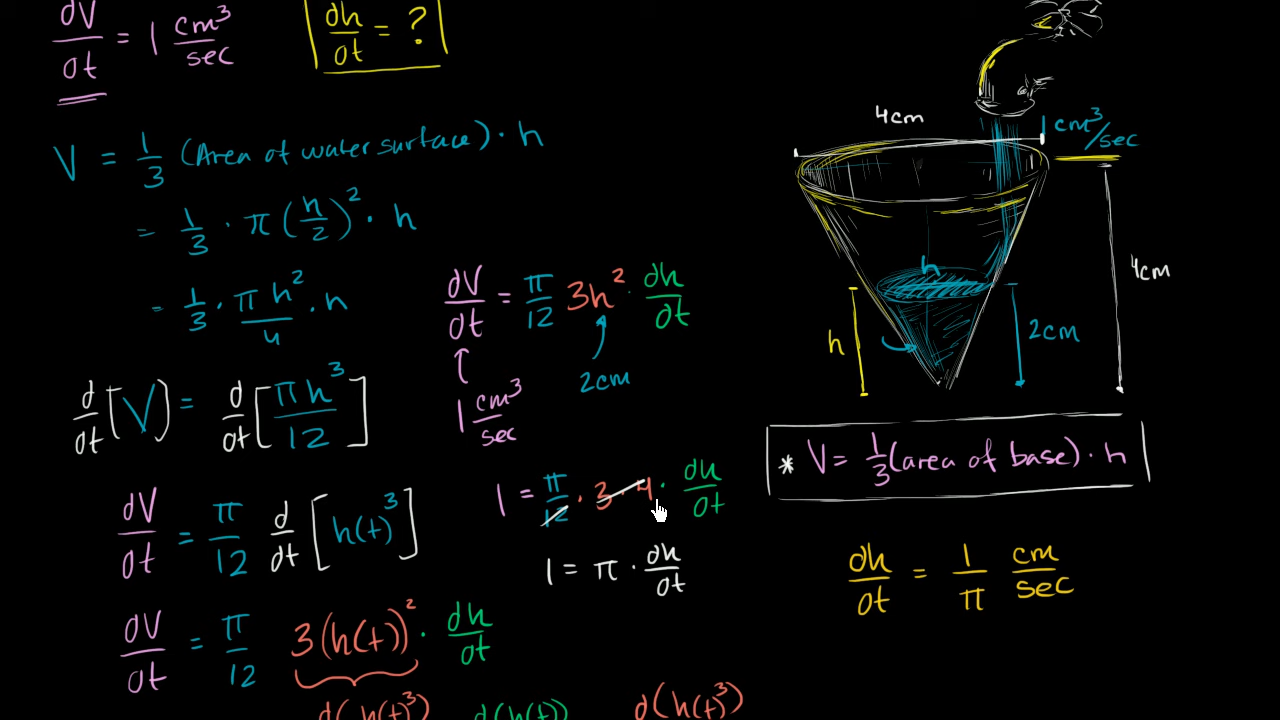 dV/dt = 1 cm³/sec
dh/dt = ?
V = 1/3 (Area of water surface) · h
= 1/3 · π (h/2)² · h
= 1/3 · πh²/4 · h
d/dt [V] = d/dt [πh³/12]
dV/dt = π/12 d/dt [h(t)³]
dV/dt = π/12 3(h(t))² · dh/dt
d(h(t)³) d(h(t)) d(h(t)³)
dV/dt = π/12 3h² · dh/dt
1 cm³/sec
2cm
1 = π/12 · 3 · 4 · dh/dt
1 = π · dh/dt
4cm
1 cm³/sec
h
4cm
h
2cm
* V = 1/3 (area of base) · h
dh/dt = 1/π cm/sec